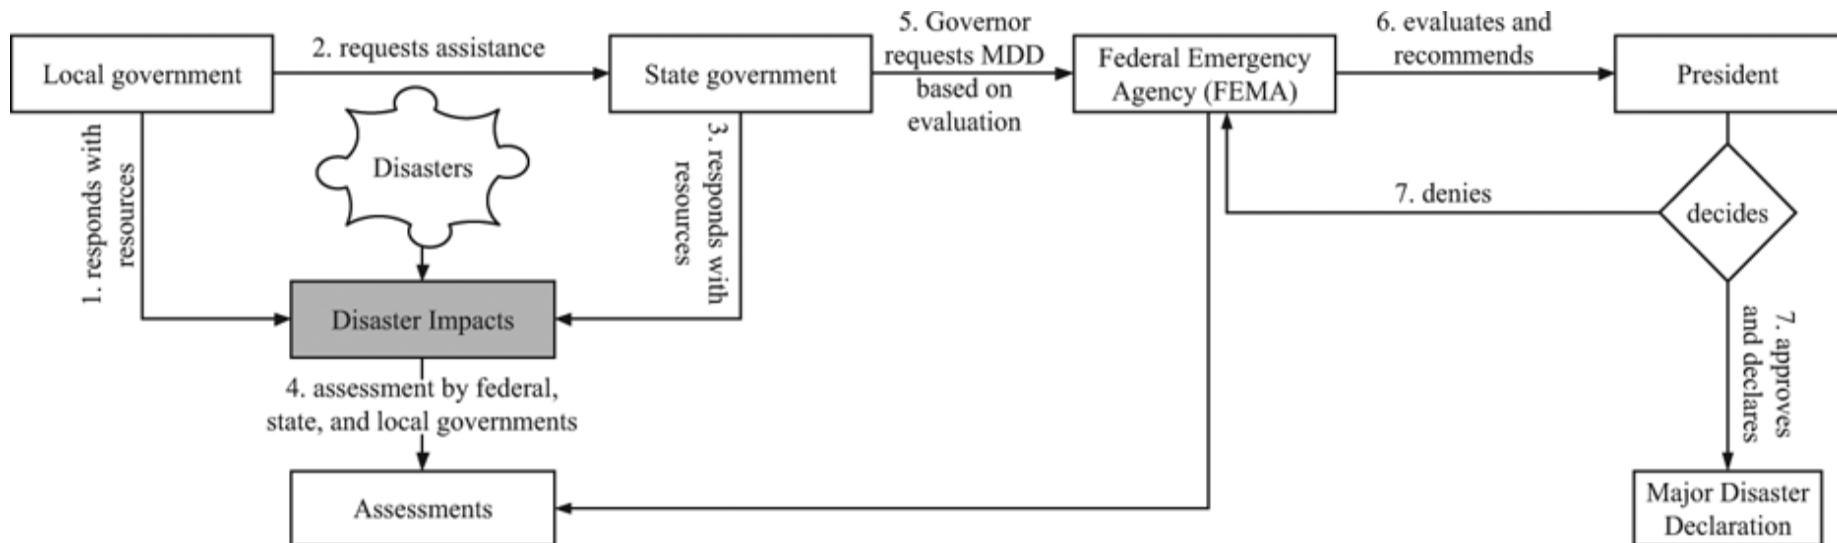 Local government
2. requests assistance
State government
5. Governor
requests MDD
based on
evaluation
Federal Emergency
Agency (FEMA)
6. evaluates and
recommends
President
1. responds with
resources
Disasters
3. responds with
resources
7. denies
decides
Disaster Impacts
7. approves
and declares
4. assessment by federal,
state, and local governments
Assessments
Major Disaster
Declaration